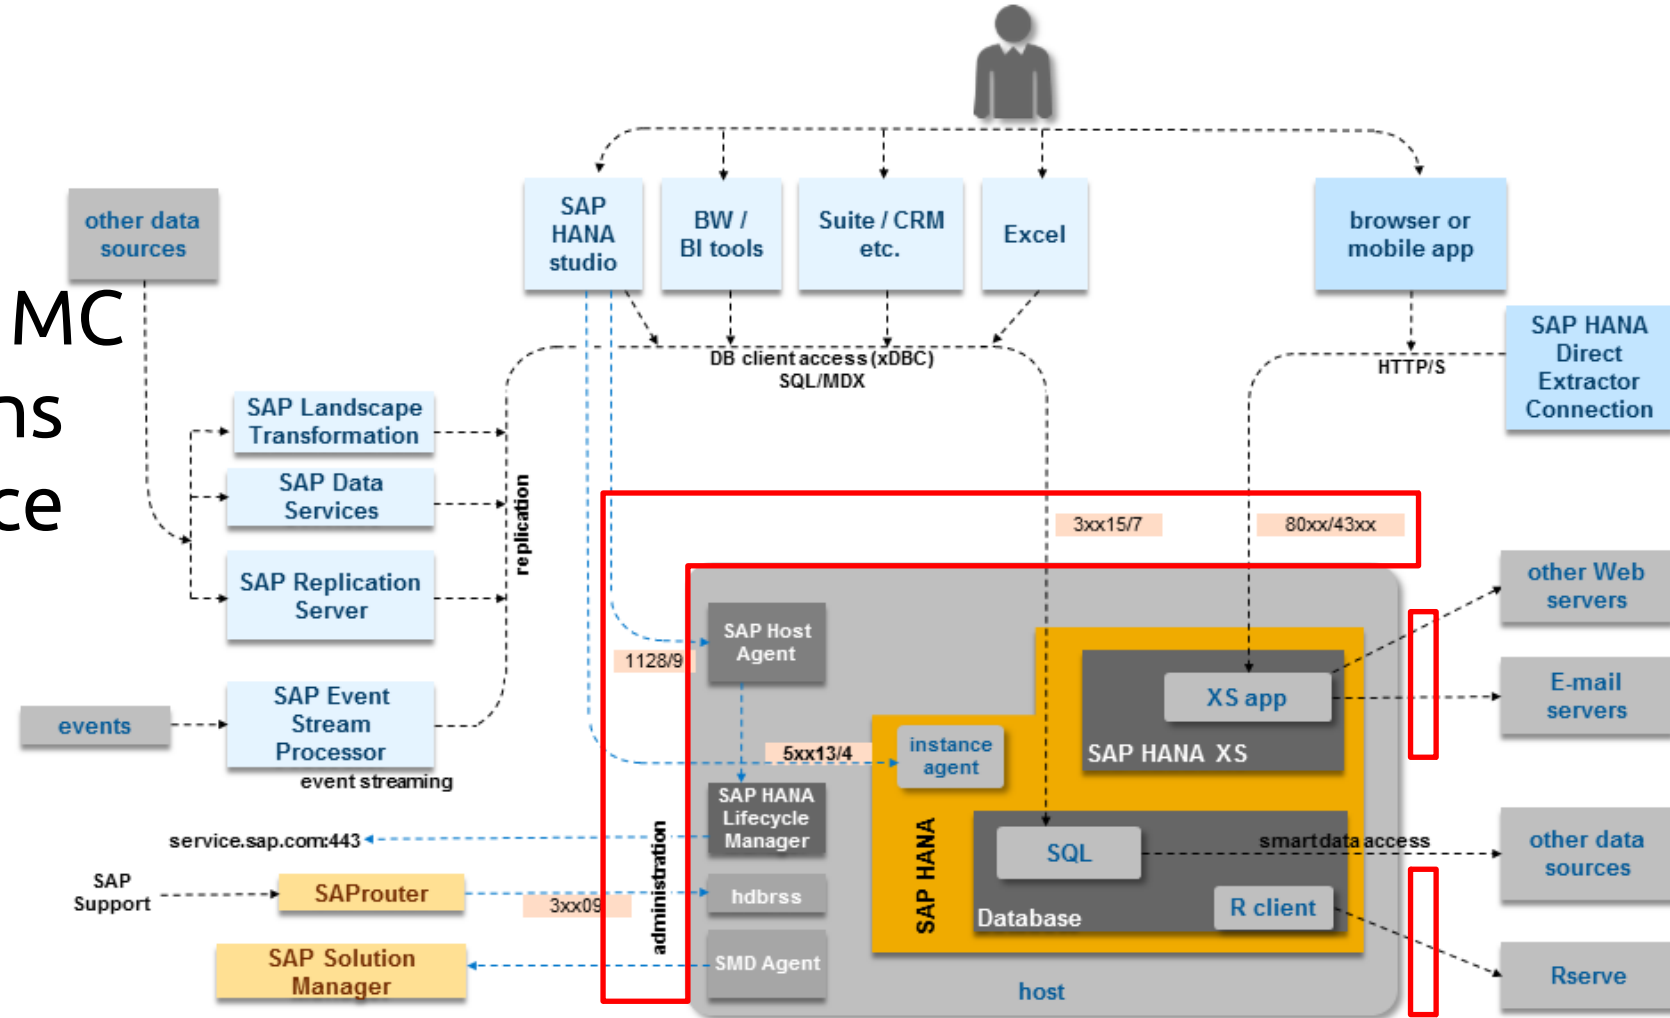 other data
sources
SAP
HANA
studio
BW /
BI tools
Suite / CRM
etc.
Excel
browser or
mobile app
MC
ns
ce
SAP HANA
Direct
Extractor
Connection
DB client access (xDBC)
SQL/MDX
HTTP/S
SAP Landscape
Transformation
SAP Data
Services
SAP Replication
Server
replication
3xx15/7
80xx/43xx
other Web
servers
SAP Host
Agent
1128/9
XS app
SAP HANA XS
E-mail
servers
events
SAP Event
Stream
Processor
event streaming
5xx13/4
instance
agent
SAP HANA
Lifecycle
Manager
service.sap.com:443
administration
SAP HANA
SQL
smart data access
other data
sources
SAP
Support
SAProuter
3xx09
hdbrss
R client
Database
SAP Solution
Manager
SMD Agent
host
Rserve